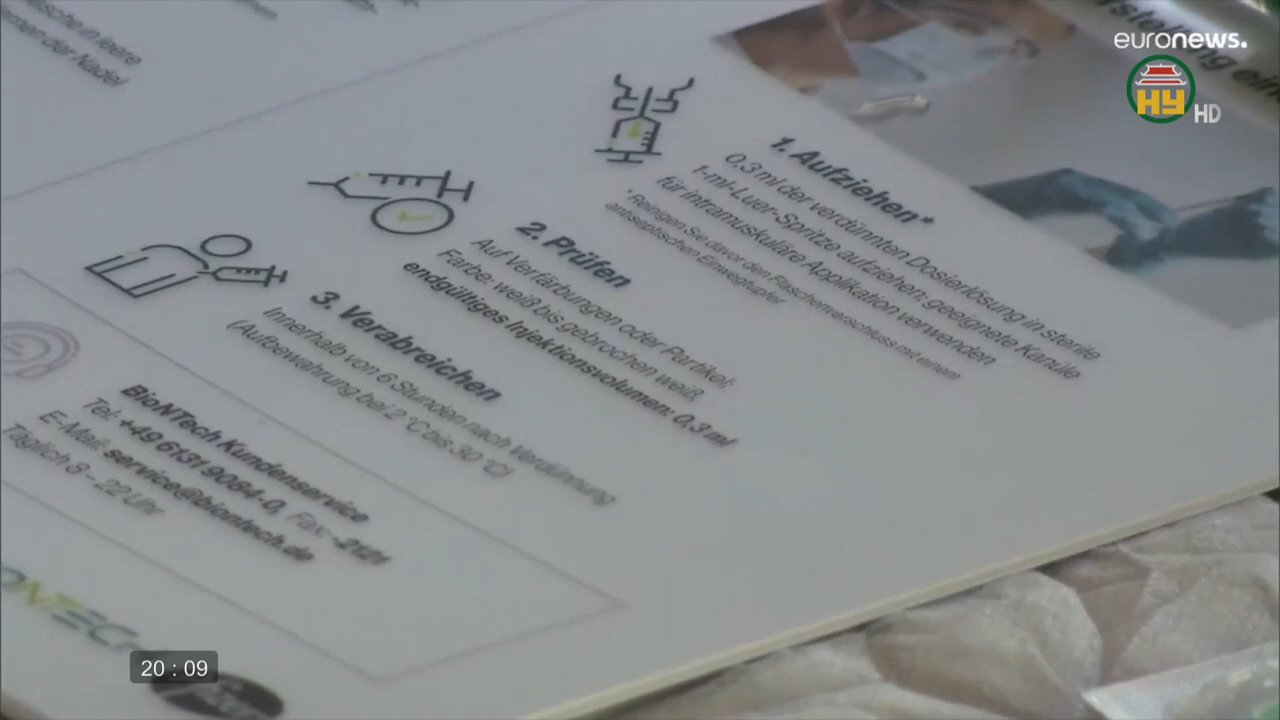 euronews.
HY HD
1. Aufziehen*
0,3 ml der verdünnten Dosierlösung in sterile
1-ml-Luer-Spritze aufziehen, geeignete Kanüle
für intramuskuläre Applikation verwenden
*Reinigen Sie davor den Flaschenverschluss mit einem
antiseptischen Einwegtupfer
2. Prüfen
Auf Verfärbungen oder Partikel;
Farbe: weiß bis gebrochen weiß,
endgültiges Injektionsvolumen: 0,3 ml
3. Verabreichen
Innerhalb von 6 Stunden nach Verdünnung
(Aufbewahrung bei 2 °C bis 30 °C)
BioNTech Kundenservice
Tel: +49 6131 9084-0, Fax: -2121
E-Mail: service@biontech.de
Täglich 8 – 22 Uhr
20 : 09